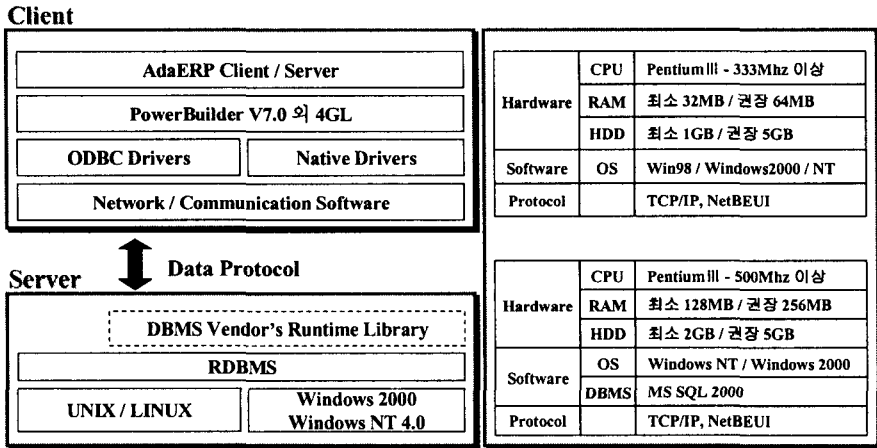 Client
AdaERP Client / Server
PowerBuilder V7.0 외 4GL
ODBC Drivers
Native Drivers
Network / Communication Software
Data Protocol
Server
DBMS Vendor's Runtime Library
RDBMS
UNIX / LINUX
Windows 2000
Windows NT 4.0
Hardware
CPU
PentiumⅢ - 333Mhz 이상
RAM
최소 32MB / 권장 64MB
HDD
최소 1GB / 권장 5GB
Software
OS
Win98 / Windows2000 / NT
Protocol
TCP/IP, NetBEUI
Hardware
CPU
PentiumⅢ - 500Mhz 이상
RAM
최소 128MB / 권장 256MB
HDD
최소 2GB / 권장 5GB
Software
OS
Windows NT / Windows 2000
DBMS
MS SQL 2000
Protocol
TCP/IP, NetBEUI